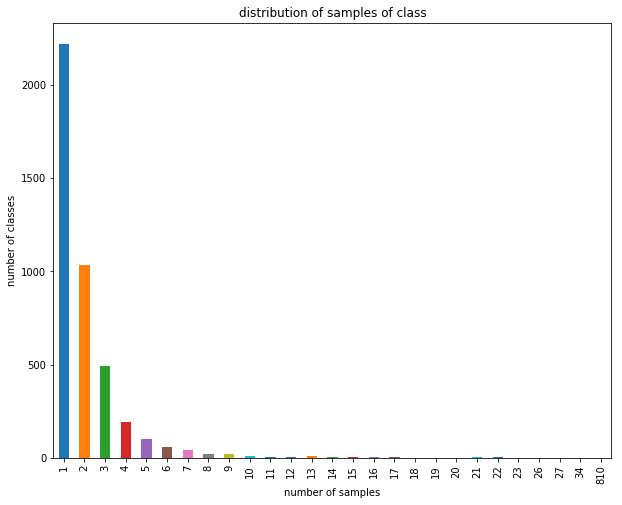 distribution of samples of class
number of classes
2000
1500
1000
500
0
1 2 3 4 5 6 7 8 9 10 11 12 13 14 15 16 17 18 19 20 21 22 23 26 27 34 810
number of samples